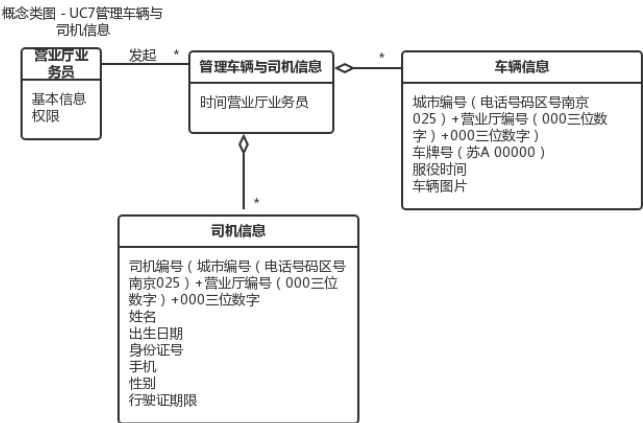 概念类图 - UC7管理车辆与
司机信息
营业厅业
务员
基本信息
权限
发起
*
管理车辆与司机信息
时间营业厅业务员
*
车辆信息
城市编号（电话号码区号南京
025）+营业厅编号（000三位数
字）+000三位数字）
车牌号（苏A 00000）
服役时间
车辆图片
*
司机信息
司机编号（城市编号（电话号码区号
南京025）+营业厅编号（000三位
数字）+000三位数字
姓名
出生日期
身份证号
手机
性别
行驶证期限